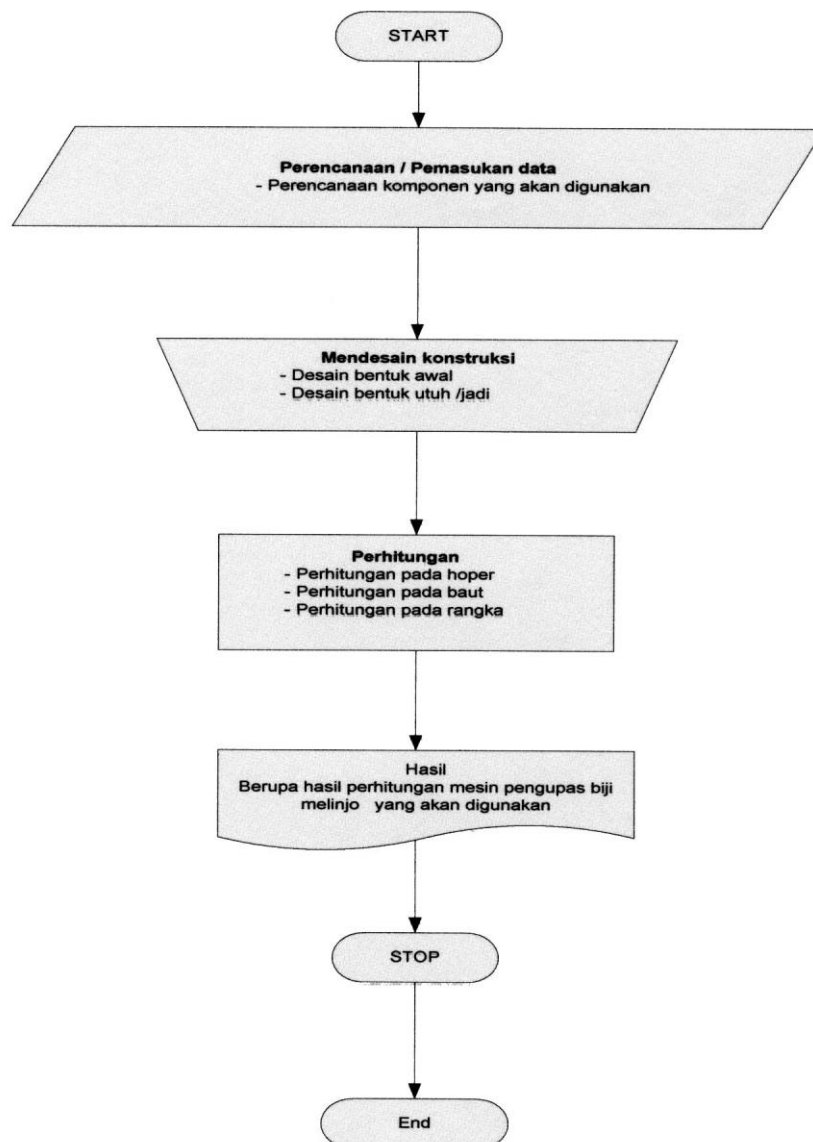 START
Perencanaan / Pemasukan data
- Perencanaan komponen yang akan digunakan
Mendesain konstruksi
- Desain bentuk awal
- Desain bentuk utuh /jadi
Perhitungan
- Perhitungan pada hoper
- Perhitungan pada baut
- Perhitungan pada rangka
Hasil
Berupa hasil perhitungan mesin pengupas biji
melinjo yang akan digunakan
STOP
End